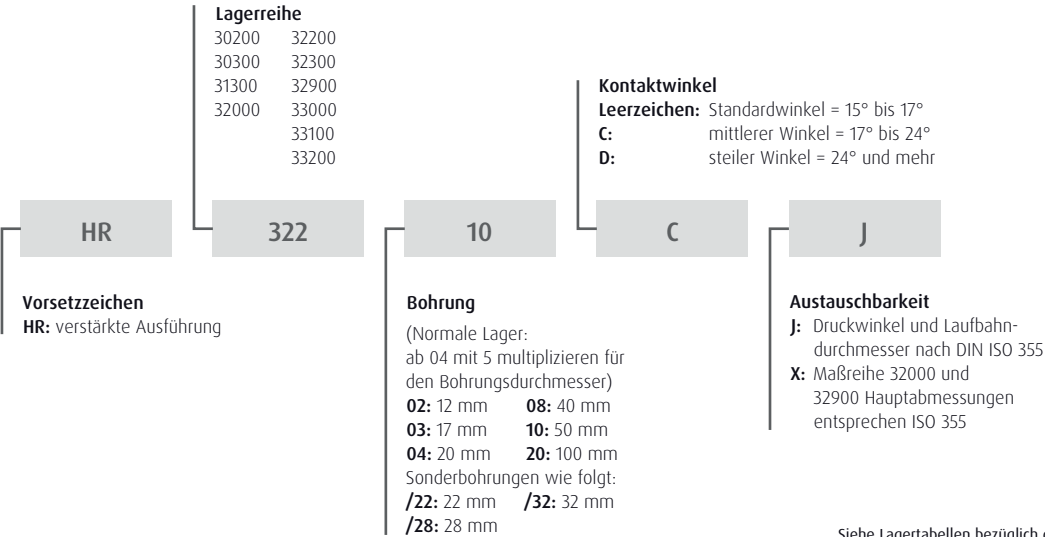 Lagerreihe
30200 32200
30300 32300
31300 32900
32000 33000
33100
33200
Kontaktwinkel
Leerzeichen: Standardwinkel = 15° bis 17°
C: mittlerer Winkel = 17° bis 24°
D: steiler Winkel = 24° und mehr
HR 322 10 C J
Vorsetzzeichen
HR: verstärkte Ausführung
Bohrung
(Normale Lager:
ab 04 mit 5 multiplizieren für
den Bohrungsdurchmesser)
02: 12 mm 08: 40 mm
03: 17 mm 10: 50 mm
04: 20 mm 20: 100 mm
Sonderbohrungen wie folgt:
/22: 22 mm /32: 32 mm
/28: 28 mm
Austauschbarkeit
J: Druckwinkel und Laufbahn-
durchmesser nach DIN ISO 355
X: Maßreihe 32000 und
32900 Hauptabmessungen
entsprechen ISO 355
Siehe Lagertabellen bezüglich